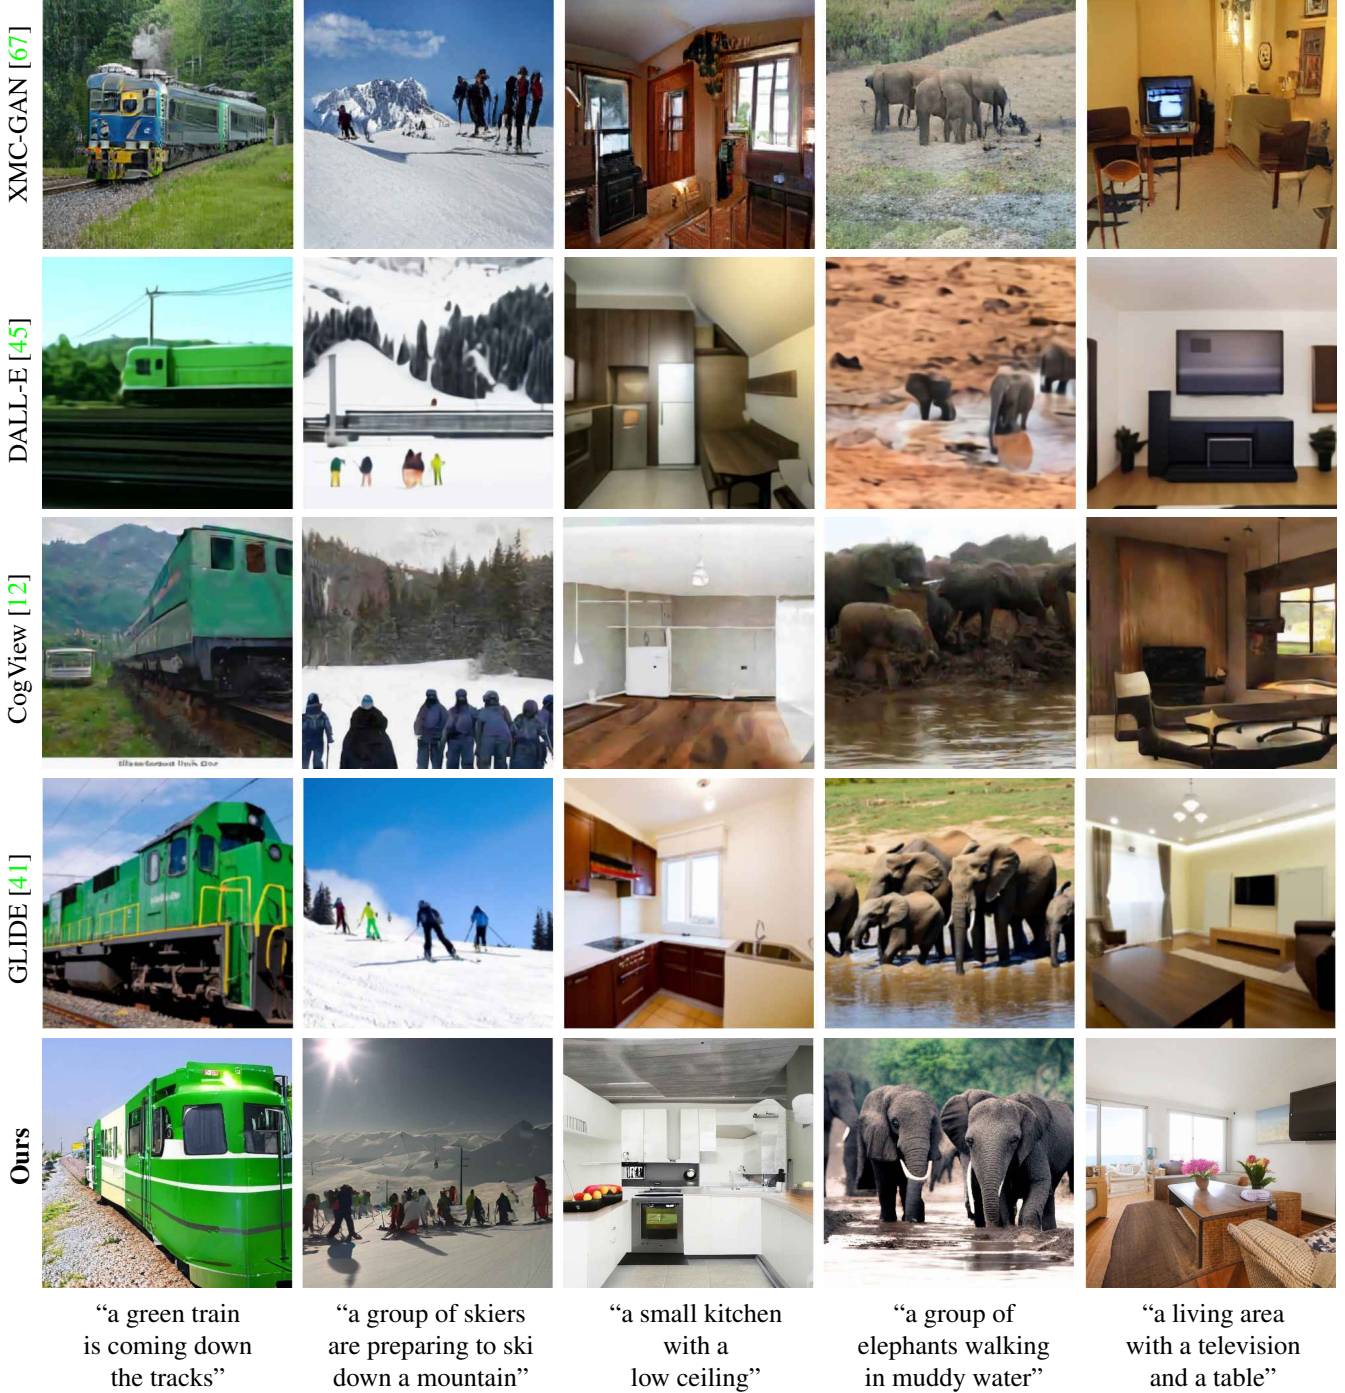 XMC-GAN [67]
DALL-E [45]
CogView [12]
GLIDE [41]
Ours
“a green train
is coming down
the tracks”
“a group of skiers
are preparing to ski
down a mountain”
“a small kitchen
with a
low ceiling”
“a group of
elephants walking
in muddy water”
“a living area
with a television
and a table”